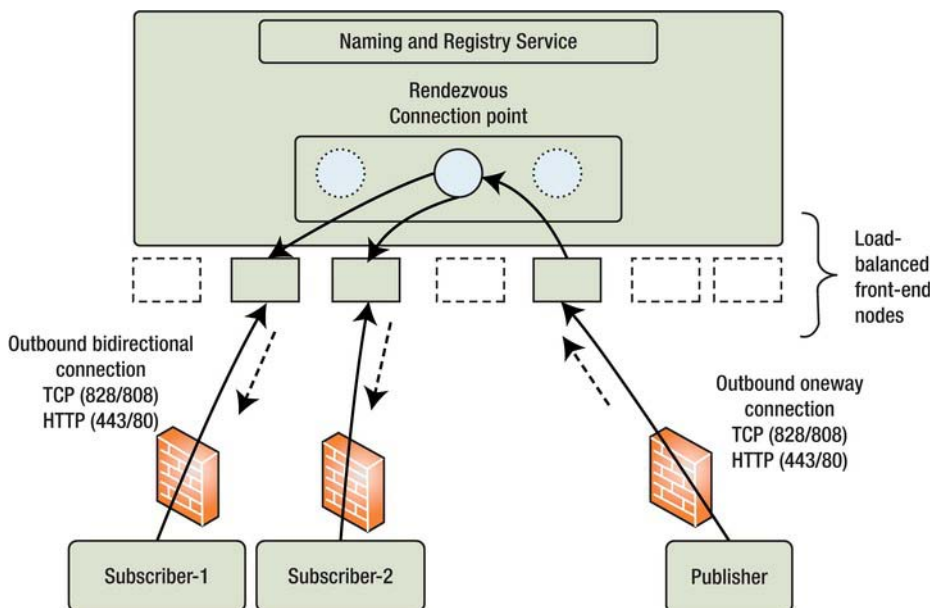 Naming and Registry Service
Rendezvous
Connection point
Load-
balanced
front-end
nodes
Outbound bidirectional
connection
TCP (828/808)
HTTP (443/80)
Outbound oneway
connection
TCP (828/808)
HTTP (443/80)
Subscriber-1
Subscriber-2
Publisher